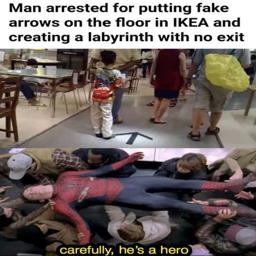 Man arrested for putting fake
arrows on the floor in IKEA and
creating a labyrinth with no exit
carefully, he's a hero